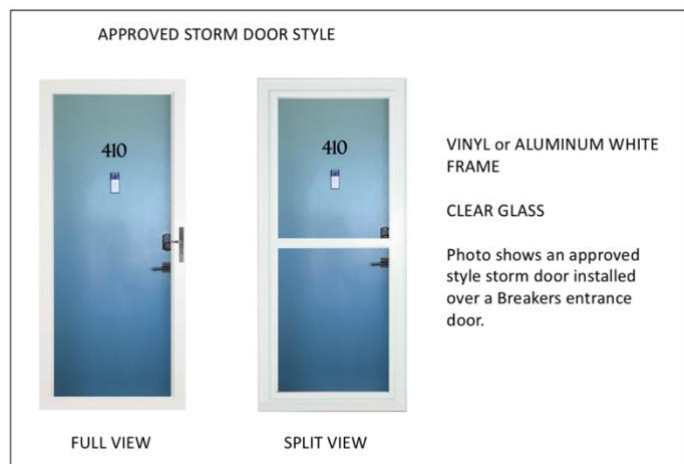 APPROVED STORM DOOR STYLE
410
410
VINYL or ALUMINUM WHITE
FRAME
CLEAR GLASS
Photo shows an approved
style storm door installed
over a Breakers entrance
door.
FULL VIEW
SPLIT VIEW